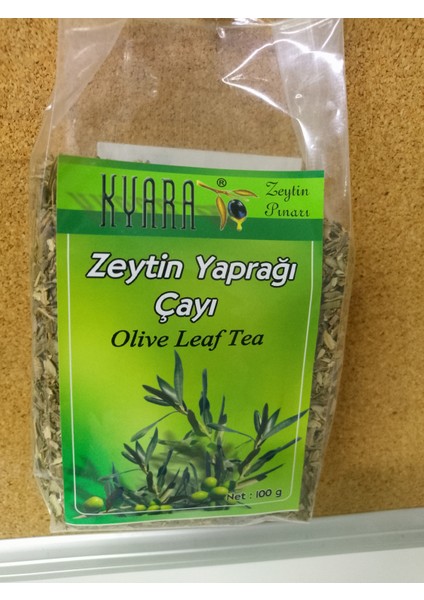 KYARA ®
Zeytin
Pınarı
Zeytin Yaprağı
Çayı
Olive Leaf Tea
Net : 100 g